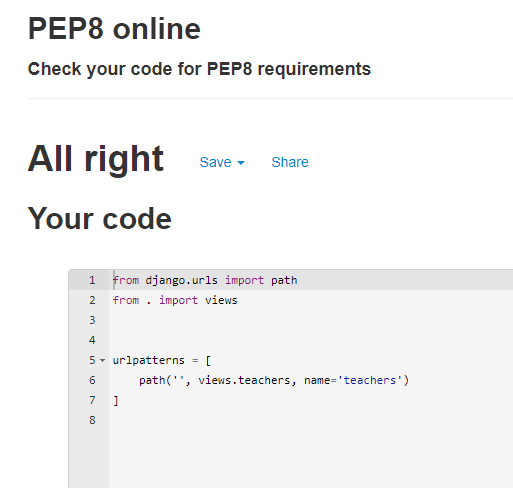 PEP8 online
Check your code for PEP8 requirements
All right Save Share
Your code
1 from django.urls import path
2 from . import views
3
4
5 urlpatterns = [
6     path('', views.teachers, name='teachers')
7 ]
8